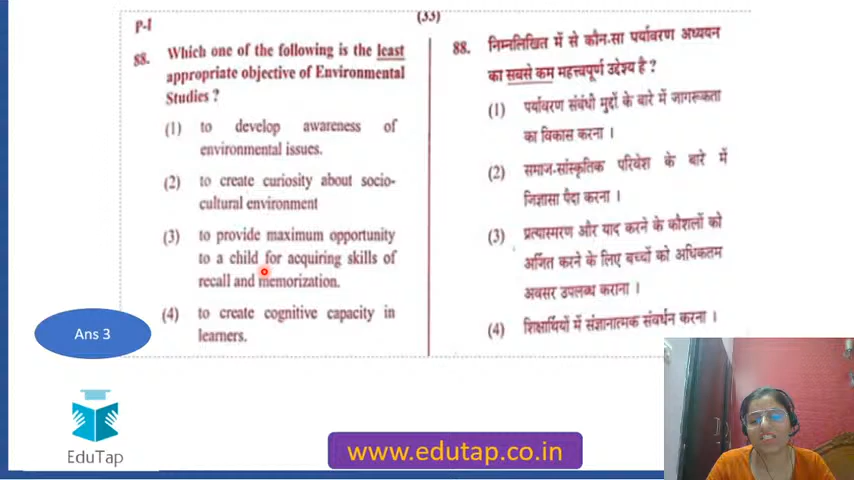 (33)
P-I
88. Which one of the following is the least
appropriate objective of Environmental
Studies ?
(1) to develop awareness of
environmental issues.
(2) to create curiosity about socio-
cultural environment
(3) to provide maximum opportunity
to a child for acquiring skills of
recall and memorization.
(4) to create cognitive capacity in
learners.
88. निम्नलिखित में से कौन-सा पर्यावरण अध्ययन
का सबसे कम महत्त्वपूर्ण उद्देश्य है ?
(1) पर्यावरण संबंधी मुद्दों के बारे में जागरूकता
का विकास करना ।
(2) समाज-सांस्कृतिक परिवेश के बारे में
जिज्ञासा पैदा करना ।
(3) प्रत्यास्मरण और याद करने के कौशलों को
अर्जित करने के लिए बच्चों को अधिकतम
अवसर उपलब्ध कराना ।
(4) शिक्षार्थियों में संज्ञानात्मक संवर्धन करना ।
Ans 3
EduTap
www.edutap.co.in